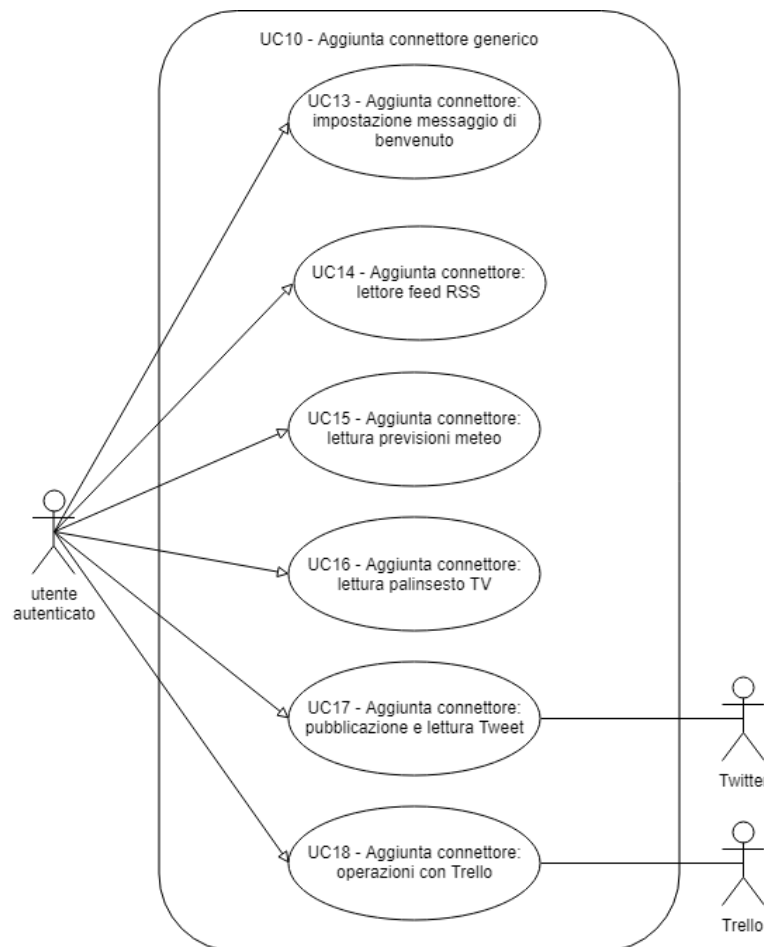 UC10 - Aggiunta connettore generico
UC13 - Aggiunta connettore:
impostazione messaggio di
benvenuto
UC14 - Aggiunta connettore:
lettore feed RSS
UC15 - Aggiunta connettore:
lettura previsioni meteo
utente
autenticato
UC16 - Aggiunta connettore:
lettura palinsesto TV
UC17 - Aggiunta connettore:
pubblicazione e lettura Tweet
Twitter
UC18 - Aggiunta connettore:
operazioni con Trello
Trello